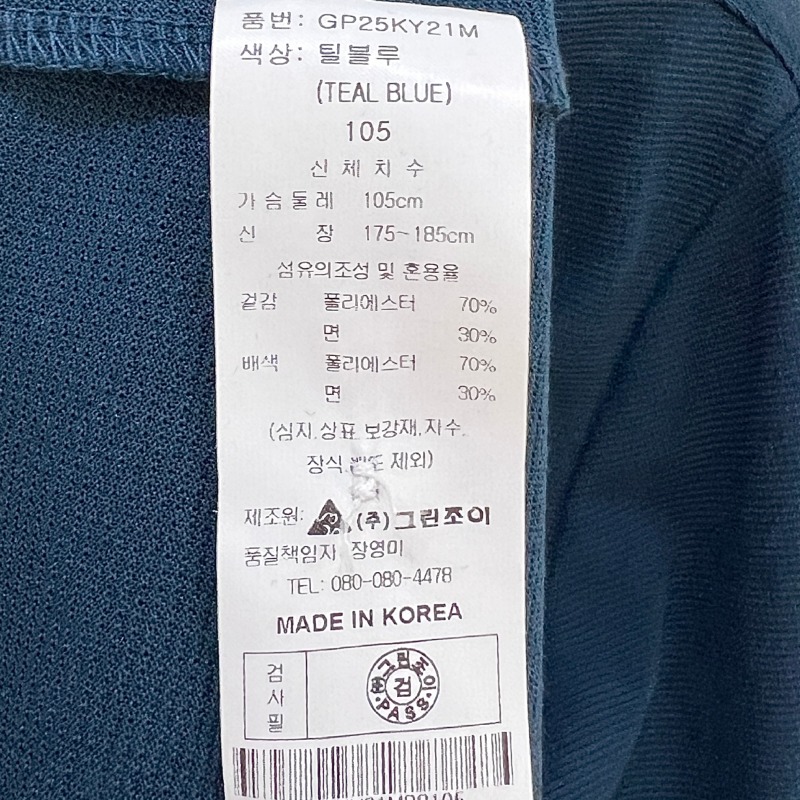 품번: GP25KY21M
색상: 틸블루
(TEAL BLUE)
105
신체치수
가슴둘레 105cm
신 장 175~185cm
섬유의조성 및 혼용율
겉감 폴리에스터 70%
면 30%
배색 폴리에스터 70%
면 30%
(심지.상표 보강재.자수.
장식 제외)
제조원: (주)그린조이
품질책임자 장영미
TEL: 080-080-4478
MADE IN KOREA
검사필
그린조이
검
PASS